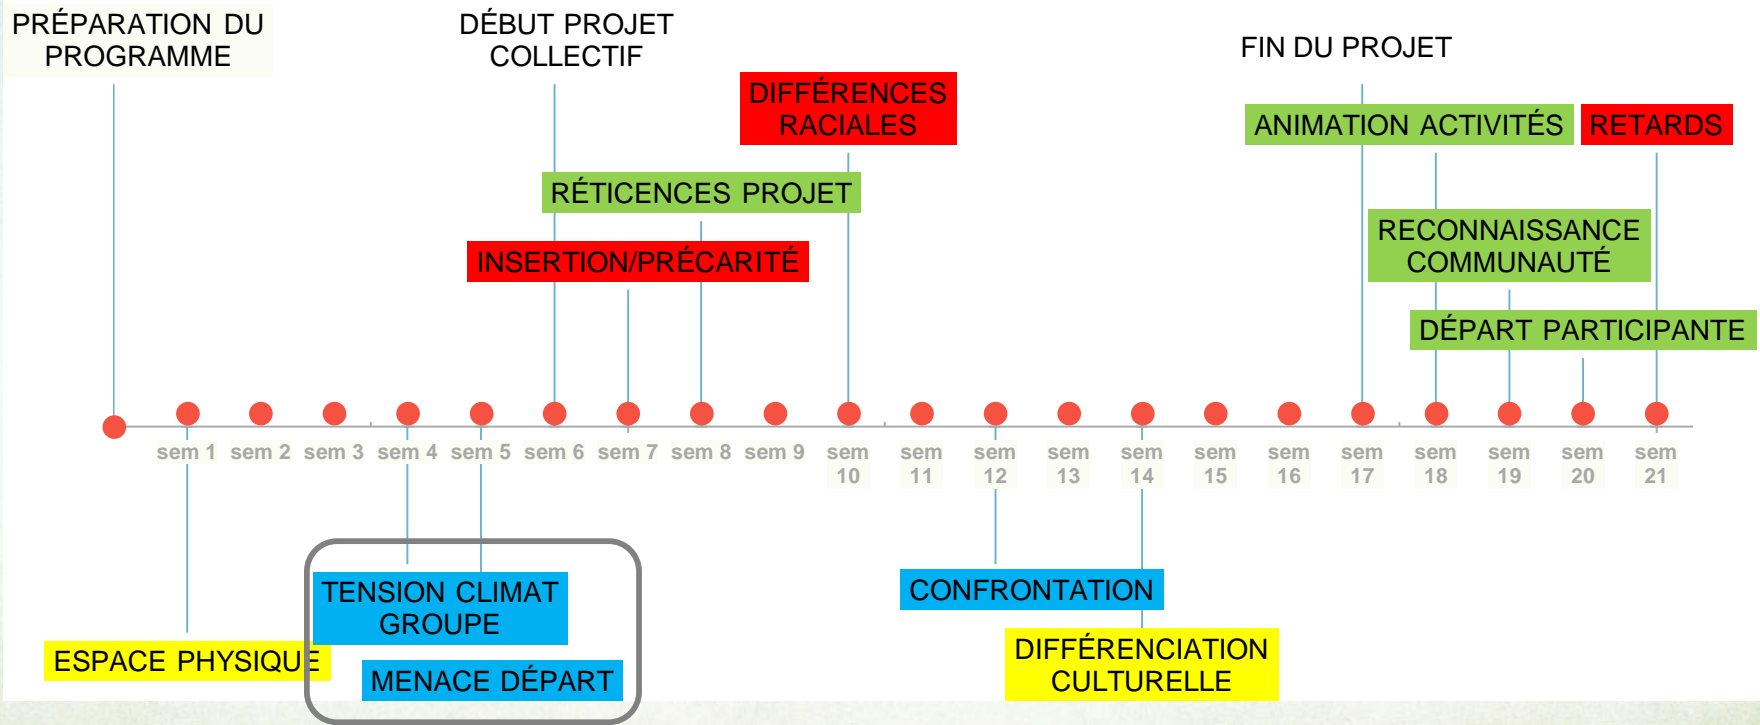 PRÉPARATION DU
PROGRAMME
DÉBUT PROJET
COLLECTIF
FIN DU PROJET
DIFFÉRENCES
RACIALES
ANIMATION ACTIVITÉS
RETARDS
RÉTICENCES PROJET
RECONNAISSANCE
COMMUNAUTÉ
INSERTION/PRÉCARITÉ
DÉPART PARTICIPANTE
sem 1
sem 2
sem 3
sem 4
sem 5
sem 6
sem 7
sem 8
sem 9
sem
10
sem
11
sem
12
sem
13
sem
14
sem
15
sem
16
sem
17
sem
18
sem
19
sem
20
sem
21
TENSION CLIMAT
GROUPE
CONFRONTATION
ESPACE PHYSIQUE
MENACE DÉPART
DIFFÉRENCIATION
CULTURELLE